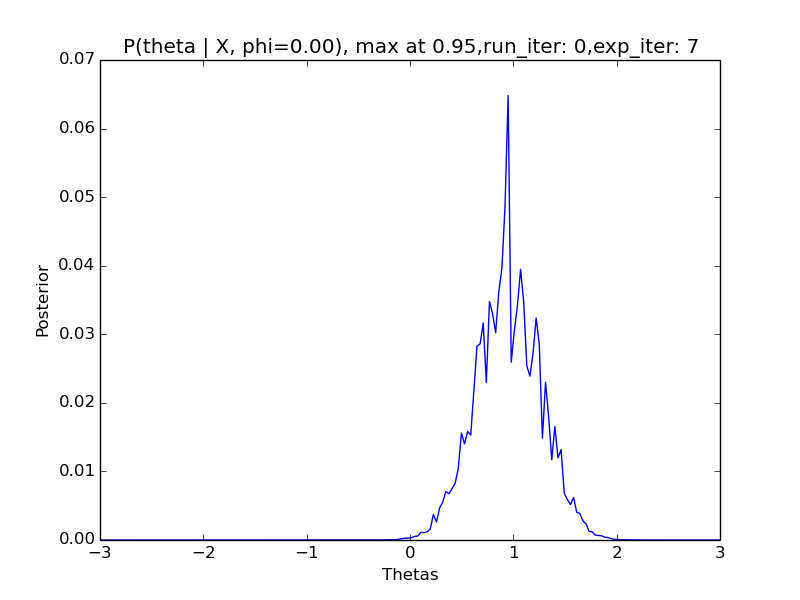 P(theta | X, phi=0.00), max at 0.95,run_iter: 0,exp_iter: 7
0.07
0.06
0.05
0.04
0.03
0.02
0.01
0.00
Posterior
−3 −2 −1 0 1 2 3
Thetas